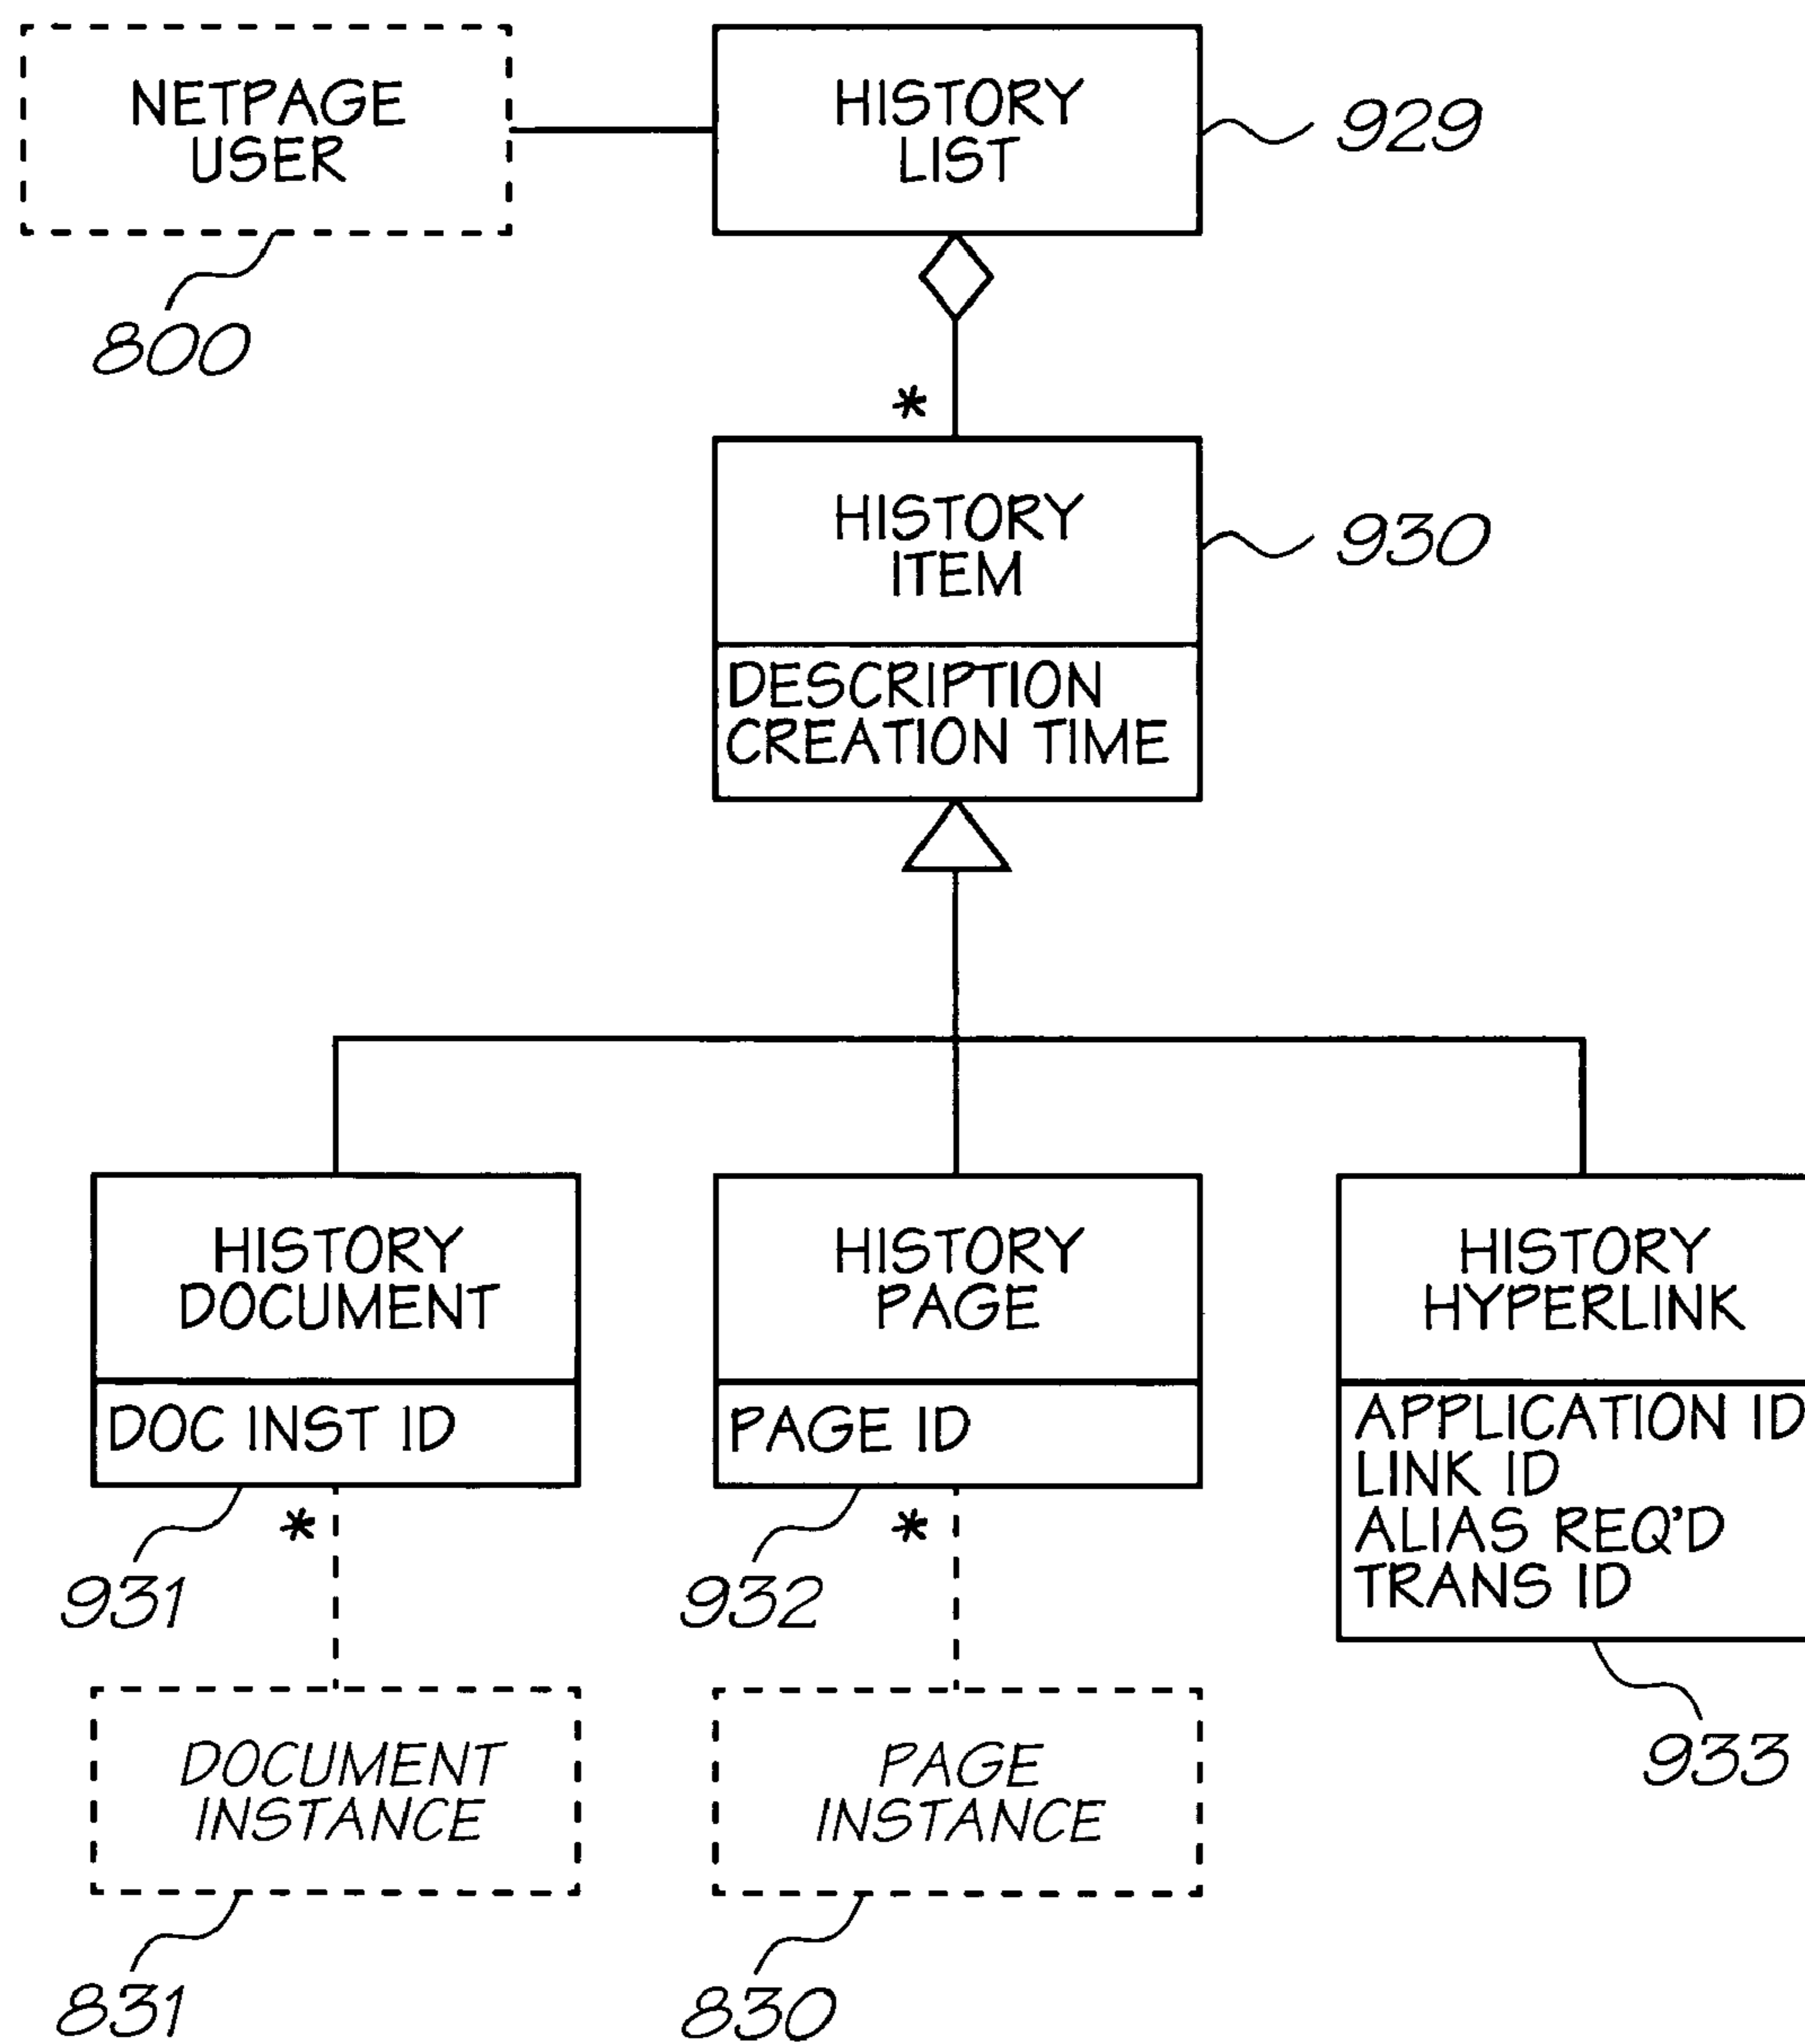 NETPAGE
USER
800
HISTORY
LIST
929
*
HISTORY
ITEM
930
DESCRIPTION
CREATION TIME
HISTORY
DOCUMENT
DOC INST ID
931
*
HISTORY
PAGE
PAGE ID
932
*
HISTORY
HYPERLINK
APPLICATION ID
LINK ID
ALIAS REQ'D
TRANS ID
933
DOCUMENT
INSTANCE
831
PAGE
INSTANCE
830